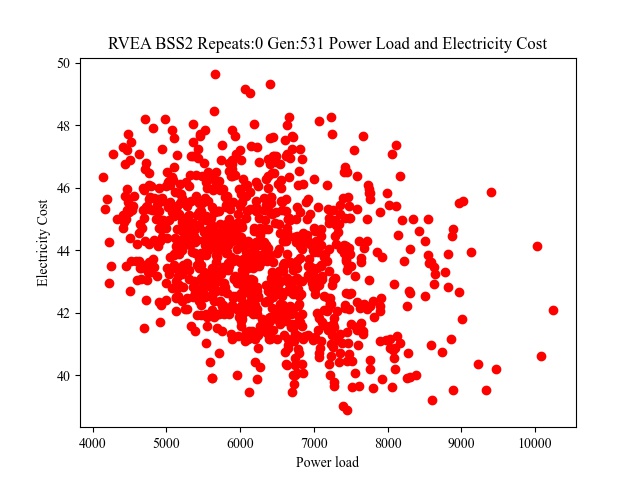 RVEA BSS2 Repeats:0 Gen:531 Power Load and Electricity Cost
50
48
46
44
42
40
Electricity Cost
4000 5000 6000 7000 8000 9000 10000
Power load